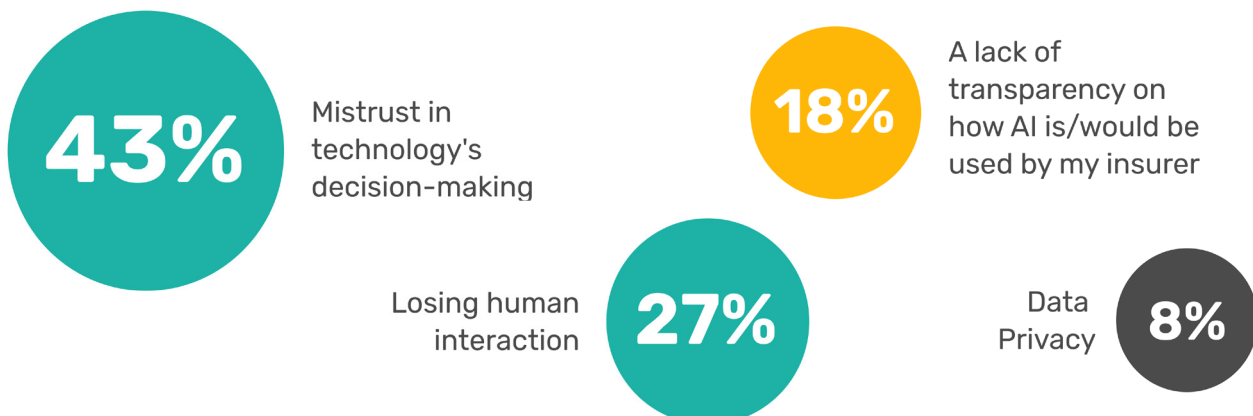 43%
Mistrust in
technology's
decision-making
18%
A lack of
transparency on
how AI is/would be
used by my insurer
Losing human
interaction
27%
Data
Privacy
8%